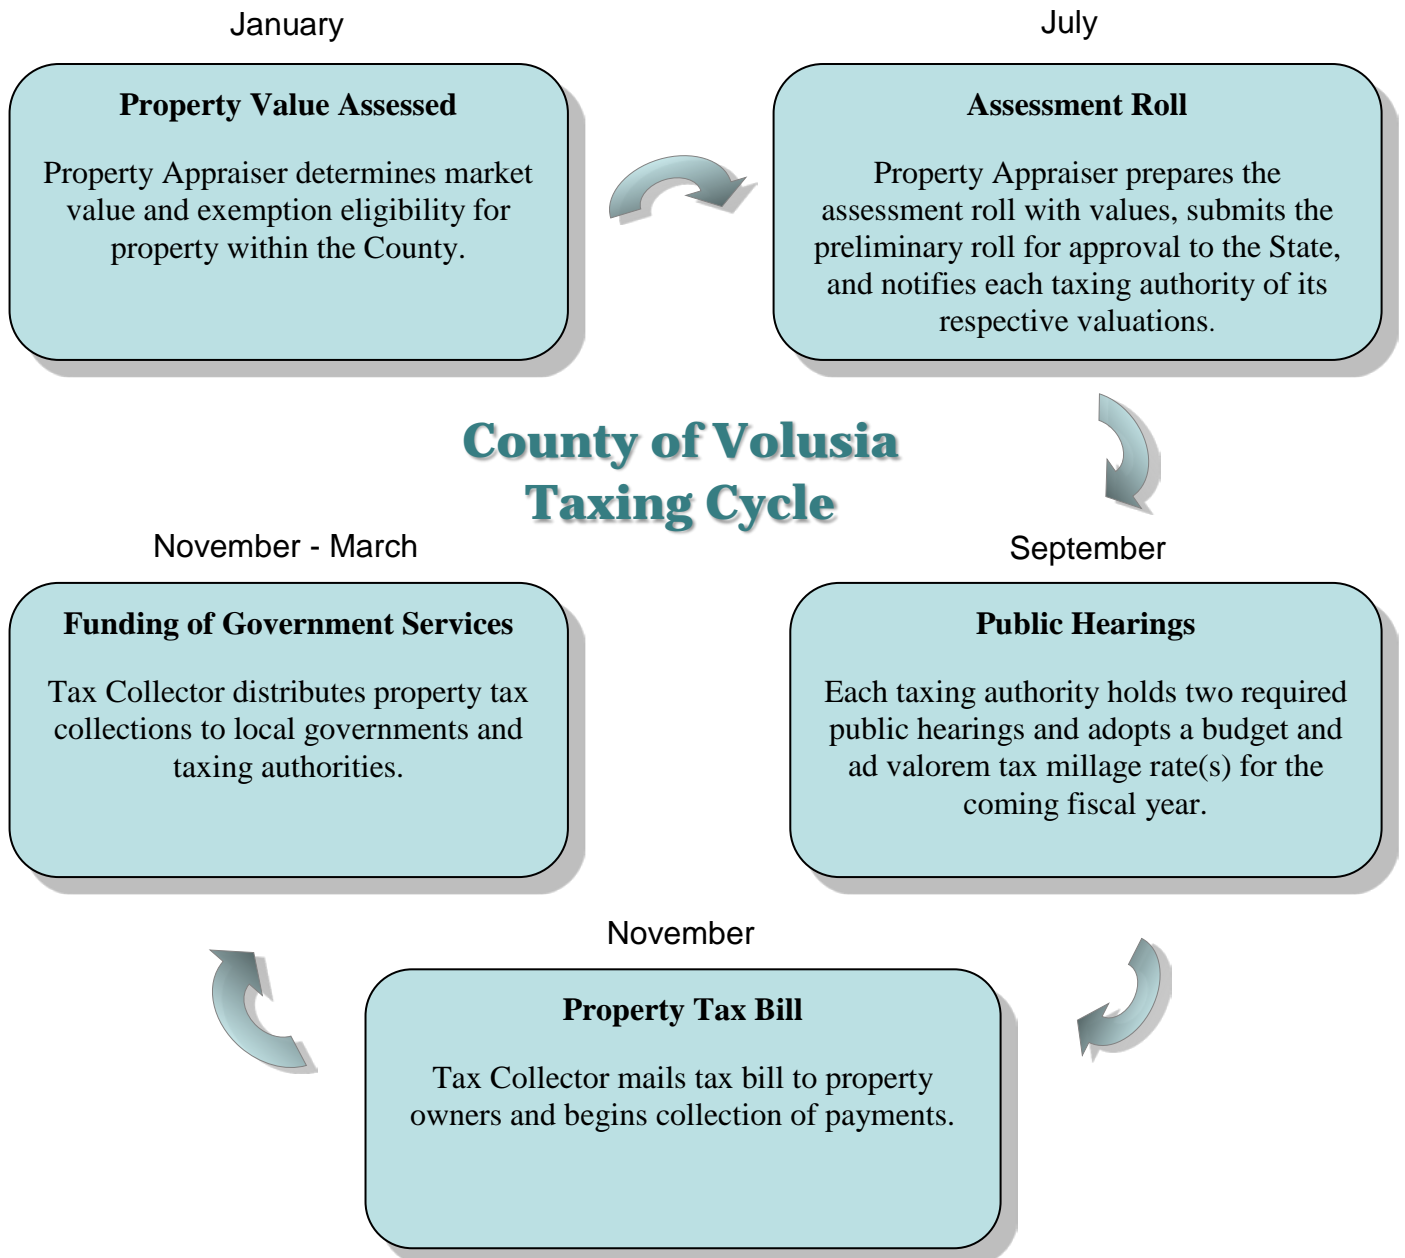 January
Property Value Assessed
Property Appraiser determines market
value and exemption eligibility for
property within the County.
July
Assessment Roll
Property Appraiser prepares the
assessment roll with values, submits the
preliminary roll for approval to the State,
and notifies each taxing authority of its
respective valuations.
County of Volusia
Taxing Cycle
September
Public Hearings
Each taxing authority holds two required
public hearings and adopts a budget and
ad valorem tax millage rate(s) for the
coming fiscal year.
November
Property Tax Bill
Tax Collector mails tax bill to property
owners and begins collection of payments.
November - March
Funding of Government Services
Tax Collector distributes property tax
collections to local governments and
taxing authorities.